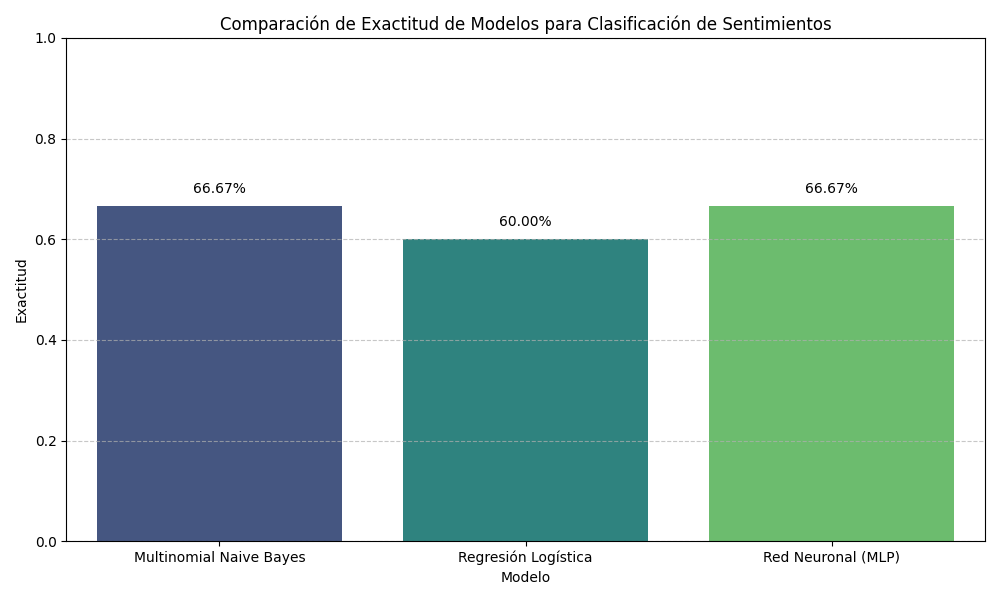 Comparación de Exactitud de Modelos para Clasificación de Sentimientos
1.0
0.8
0.6
0.4
0.2
0.0
Exactitud
66.67%
60.00%
66.67%
Multinomial Naive Bayes
Regresión Logística
Red Neuronal (MLP)
Modelo